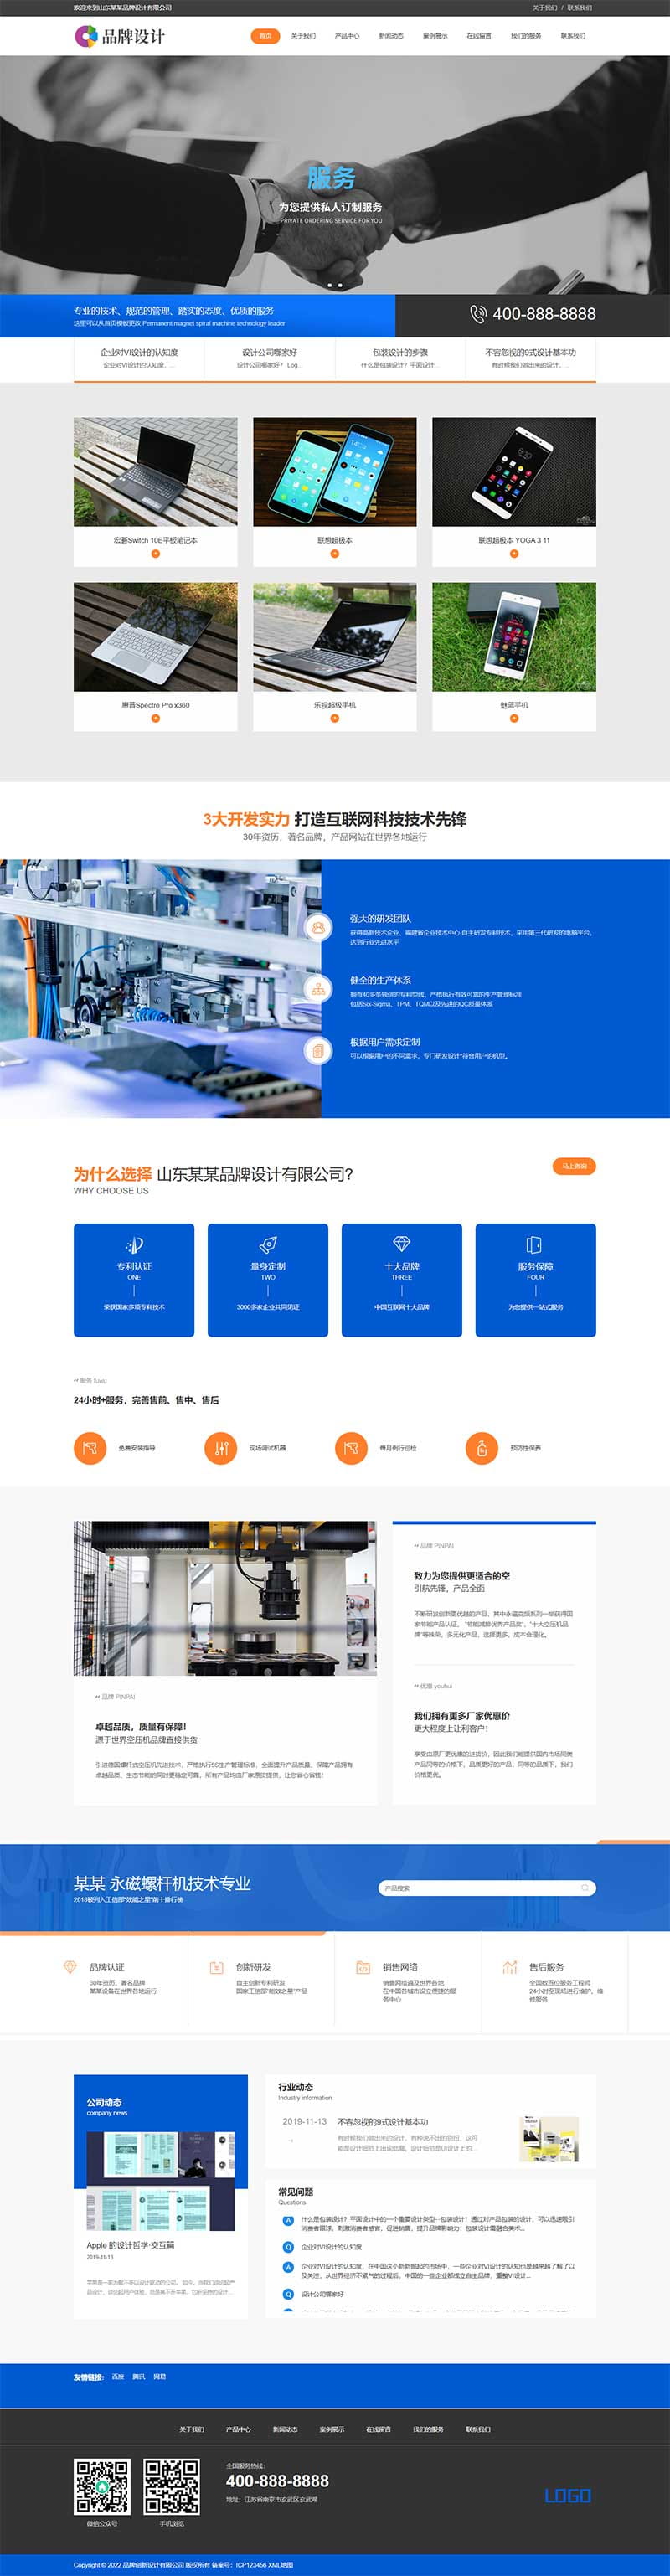 欢迎来到山东某某品牌设计有限公司
关于我们 / 联系我们
品牌设计
首页 关于我们 产品中心 新闻动态 案例展示 在线留言 我们的服务 联系我们
服务
为您提供私人订制服务
PRIVATE ORDERING SERVICE FOR YOU
专业的技术、规范的管理、踏实的态度、优质的服务
这里可以从首页模板更改 Permanent magnet spiral machine technology leader
400-888-8888
企业对VI设计的认知度
企业对VI设计的认知度，...
设计公司哪家好
设计公司哪家好？ Log...
包装设计的步骤
什么是包装设计？平面设计...
不容忽视的9式设计基本功
有时候我们做出来的设计，...
宏碁Switch 10E平板笔记本
联想超极本
联想超极本 YOGA 3 11
惠普Spectre Pro x360
乐视超级手机
魅蓝手机
3大开发实力 打造互联网科技技术先锋
30年资历，著名品牌，产品网站在世界各地运行
强大的研发团队
获得高新技术企业、福建省企业技术中心 自主研发专利技术，采用第三代研发的电脑平台，
达到行业先进水平
健全的生产体系
拥有40多条独创的专利型线，严格执行有效可靠的生产管理标准
包括Six-Sigma、TPM、TQM以及先进的QC质量体系
根据用户需求定制
可以根据用户的不同需求，专门研发设计*符合用户的机型。
为什么选择 山东某某品牌设计有限公司?
WHY CHOOSE US
马上咨询
专利认证
ONE
荣获国家多项专利技术
量身定制
TWO
3000多家企业共同见证
十大品牌
THREE
中国互联网十大品牌
服务保障
FOUR
为您提供一站式服务
服务 fuwu
24小时+服务，完善售前、售中、售后
免费安装指导
现场调试机器
每月例行巡检
预防性保养
品牌 PINPAI
卓越品质，质量有保障!
源于世界空压机品牌直接供货
引进德国螺杆式空压机先进技术，严格执行5S生产管理标准，全面提升产品质量，保障产品拥有
卓越品质。生态节能的同时更稳定可靠，所有产品均由厂家原货提供，让您省心省钱!
品牌 PINPAI
致力为您提供更适合的空
引航先锋，产品全面
不断研发创新更优越的产品，其中永磁变频系列一举获得国
家节能产品认证、"节能减排优秀产品奖"、"十大空压机品
牌"等殊荣，多元化产品，选择更多，成本合理化。
优惠 youhui
我们拥有更多厂家优惠价
更大程度上让利客户!
享受由原厂更优惠的进货价，因此我们能提供国内市场同类
产品同等的价格下，品质更好的产品，同等的品质下，我们
价格更优。
某某 永磁螺杆机技术专业
2018被列入工信部"效能之星"前十排行榜
产品搜索
品牌认证
30年资历，著名品牌
某某设备在世界各地运行
创新研发
自主创新专利研发
国家工信部"能效之星"产品
销售网络
销售网络遍及世界各地
在中国各城市设立便捷的服
务中心
售后服务
全国数百位服务工程师
24小时至现场进行维护、维
修服务
公司动态
company news
Apple 的设计哲学·交互篇
2019-11-13
行业动态
Industry information
2019-11-13
→
不容忽视的9式设计基本功
有时候我们做出来的设计，有种说不出的别扭，这可
能是设计细节上出现纰漏。设计细节是UI设计上的...
常见问题
Questions
A 什么是包装设计？平面设计中的一个重要设计类型--包装设计！通过对产品包装的设计，可以迅速吸引
消费者眼球，刺激消费者感官，促进销售，提升品牌影响力！包装设计需融合美术...
Q 企业对VI设计的认知度
A 企业对VI设计的认知度，在中国这个新新掘起的市场中，一些企业对VI设计的认知也是越来越了解了以
及关注，从世界经济不景气的过程后，中国的一些企业都成立自主品牌，重酸VI设计...
Q 设计公司哪家好
友情链接: 百度 腾讯 网易
关于我们 产品中心 新闻动态 案例展示 在线留言 我们的服务 联系我们
微信公众号
手机浏览
全国服务热线:
400-888-8888
地址：江苏省南京市玄武区玄武湖
LOGO
Copyright © 2022 品牌创新设计有限公司 版权所有 备案号：ICP123456 XML地图